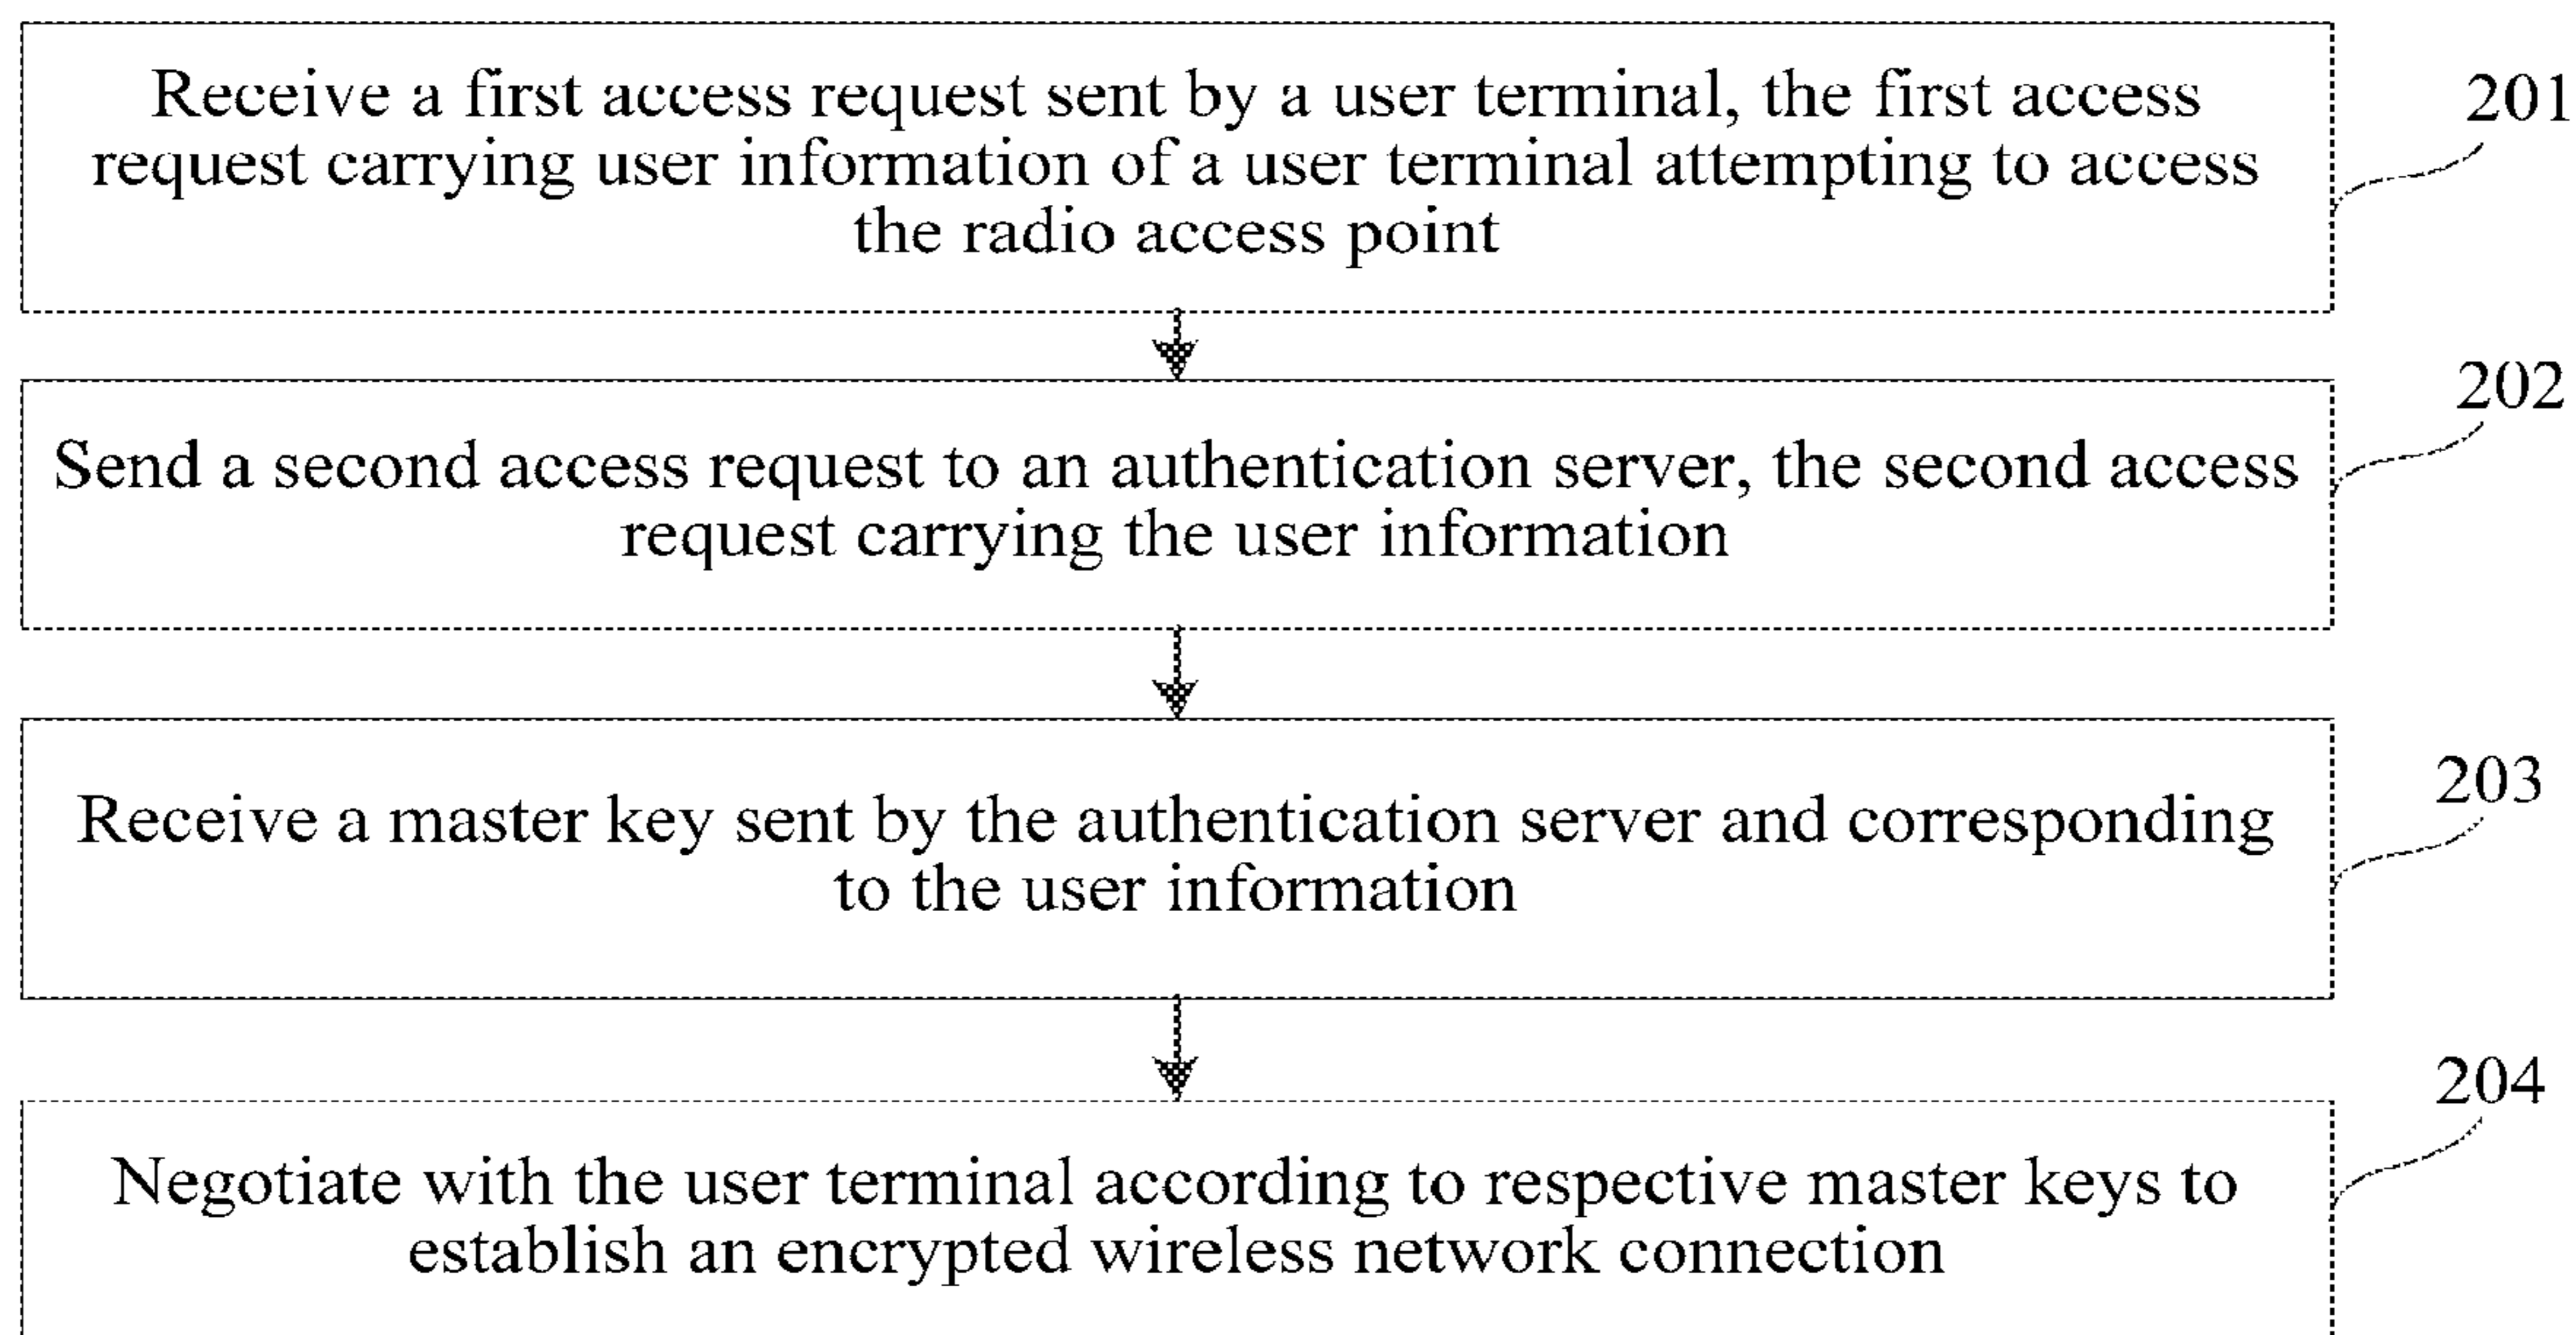 Receive a first access request sent by a user terminal, the first access
request carrying user information of a user terminal attempting to access
the radio access point
201
Send a second access request to an authentication server, the second access
request carrying the user information
202
Receive a master key sent by the authentication server and corresponding
to the user information
203
Negotiate with the user terminal according to respective master keys to
establish an encrypted wireless network connection
204